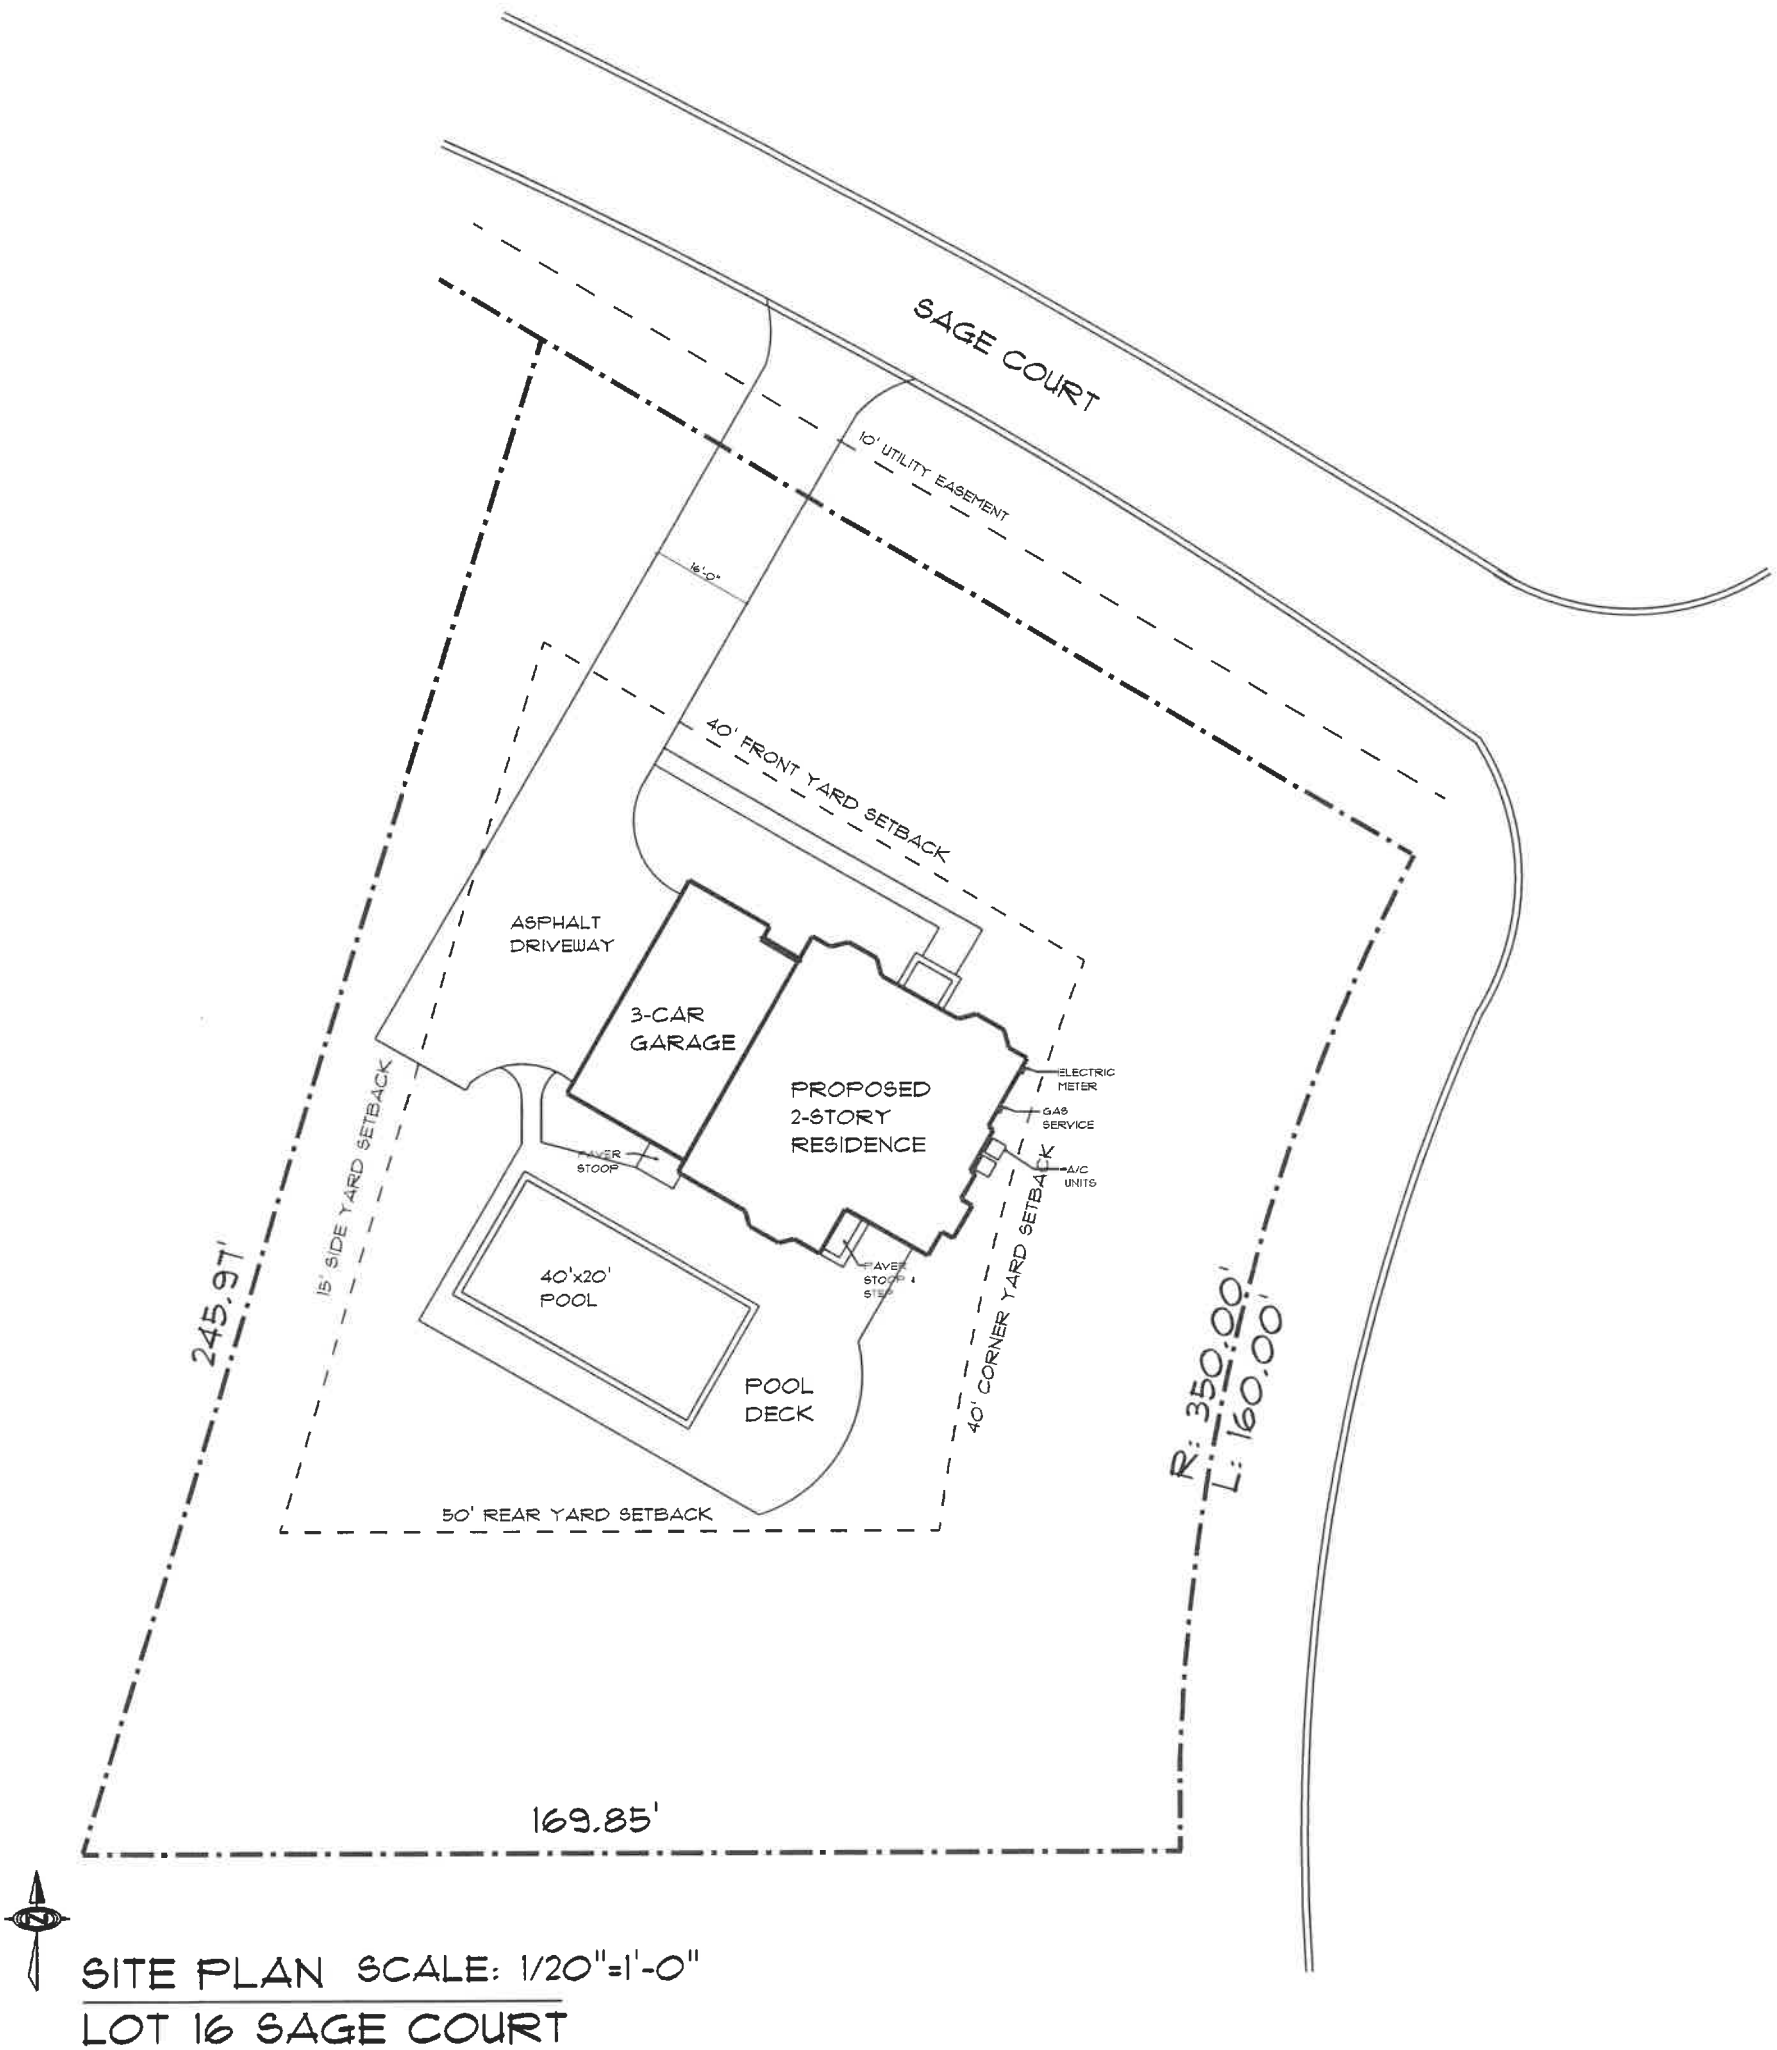 SAGE COURT
10' UTILITY EASEMENT
16'-0"
40' FRONT YARD SETBACK
ASPHALT
DRIVEWAY
3-CAR
GARAGE
PROPOSED
2-STORY
RESIDENCE
ELECTRIC
METER
GAS
SERVICE
A/C
UNITS
PAVER
STOOP
15' SIDE YARD SETBACK
40' CORNER YARD SETBACK
245.97'
40'x20'
POOL
PAVER
STOOP &
STEP
POOL
DECK
R: 350.00'
L: 160.00'
50' REAR YARD SETBACK
169.85'
N
SITE PLAN SCALE: 1/20"=1'-0"
LOT 16 SAGE COURT